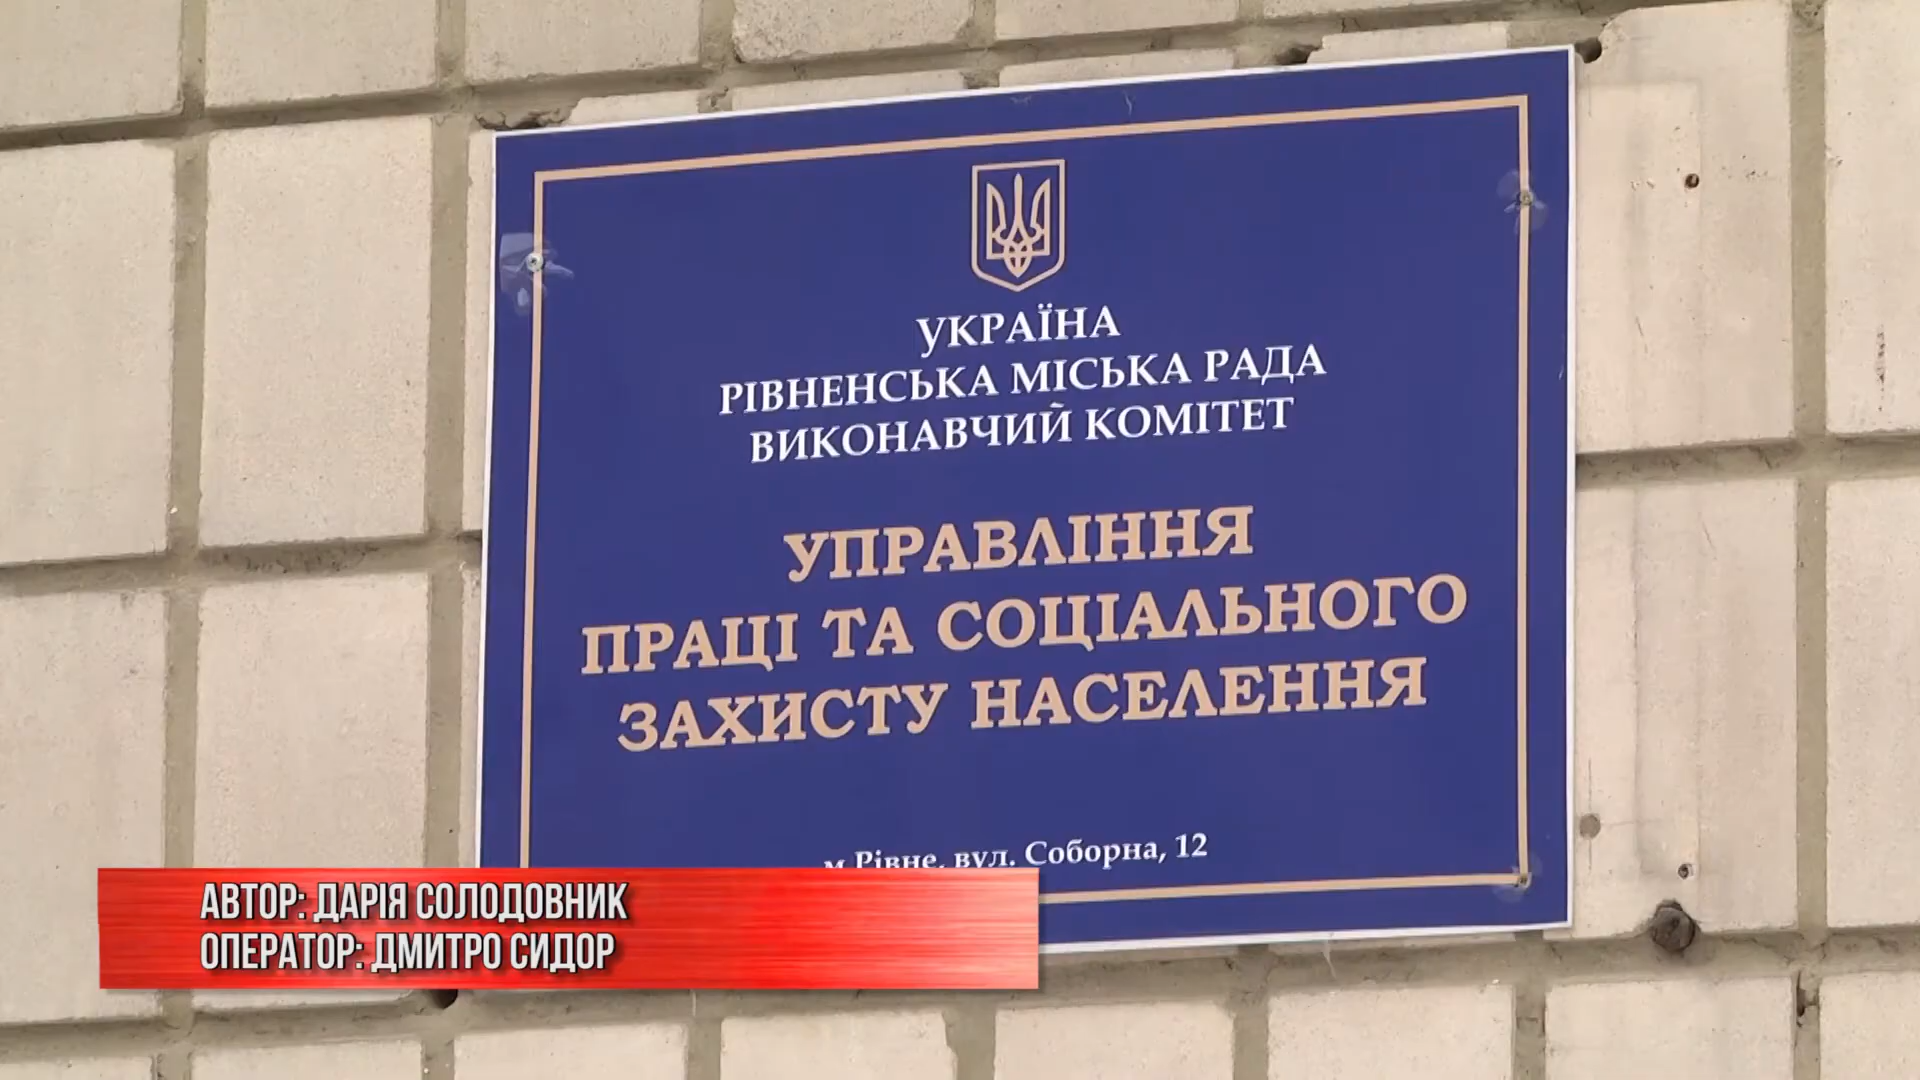 УКРАЇНА
РІВНЕНСЬКА МІСЬКА РАДА
ВИКОНАВЧИЙ КОМІТЕТ
УПРАВЛІННЯ
ПРАЦІ ТА СОЦІАЛЬНОГО
ЗАХИСТУ НАСЕЛЕННЯ
м Рівне, вул. Соборна, 12
АВТОР: ДАРІЯ СОЛОДОВНИК
ОПЕРАТОР: ДМИТРО СИДОР